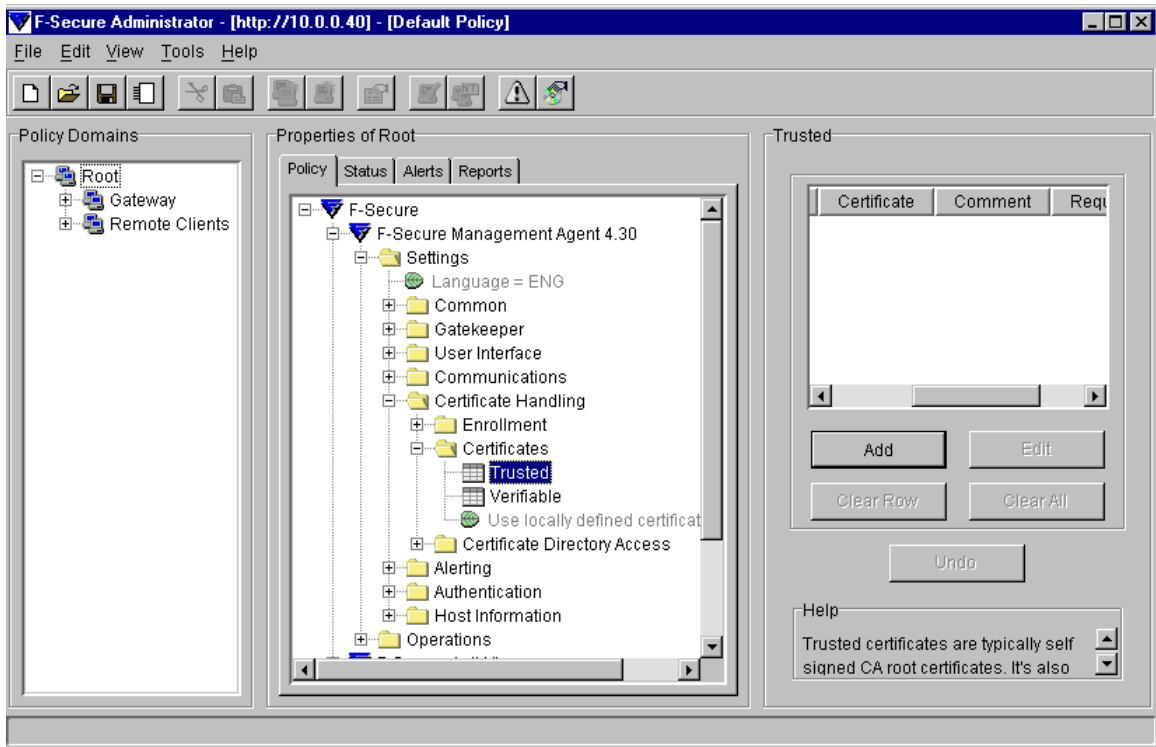 F-Secure Administrator - [http://10.0.0.40] - [Default Policy]
File Edit View Tools Help
Policy Domains
Root
Gateway
Remote Clients
Properties of Root
Policy Status Alerts Reports
F-Secure
F-Secure Management Agent 4.30
Settings
Language = ENG
Common
Gatekeeper
User Interface
Communications
Certificate Handling
Enrollment
Certificates
Trusted
Verifiable
Use locally defined certificat
Certificate Directory Access
Alerting
Authentication
Host Information
Operations
Trusted
Certificate Comment Requ
Add Edit
Clear Row Clear All
Undo
Help
Trusted certificates are typically self
signed CA root certificates. It's also